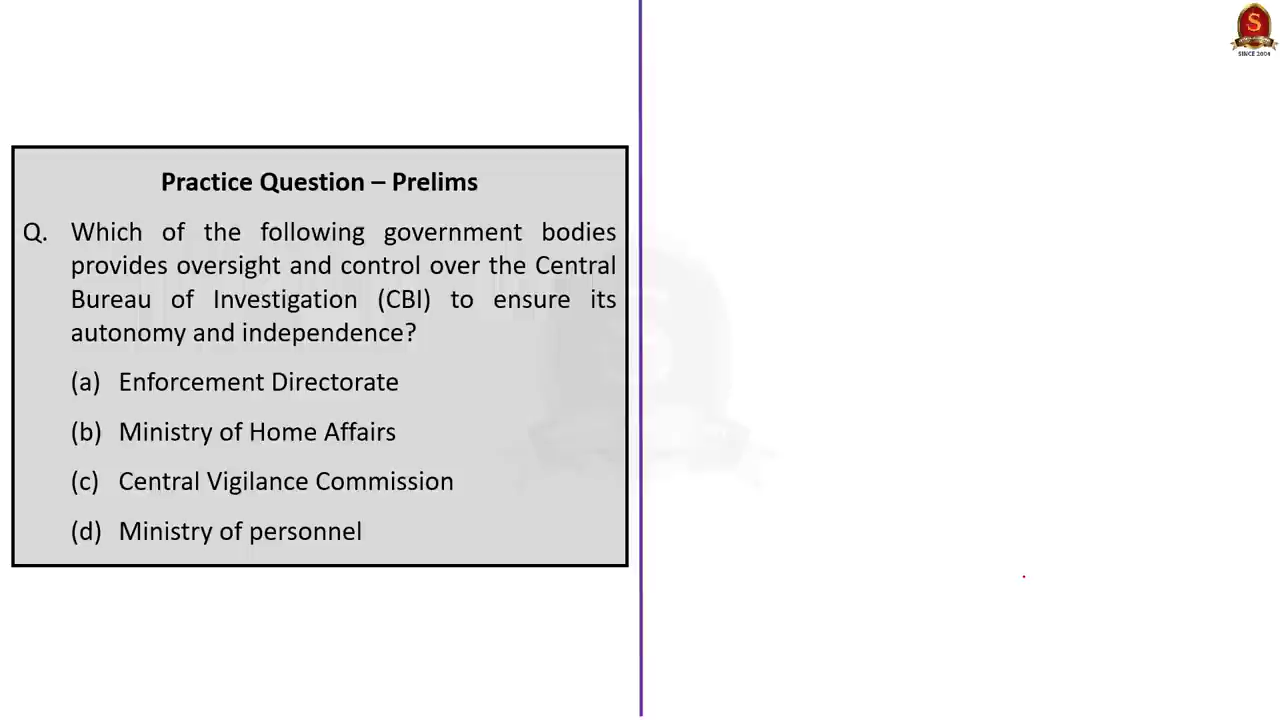 S
SINCE 2004
Practice Question – Prelims
Q. Which of the following government bodies
provides oversight and control over the Central
Bureau of Investigation (CBI) to ensure its
autonomy and independence?
(a) Enforcement Directorate
(b) Ministry of Home Affairs
(c) Central Vigilance Commission
(d) Ministry of personnel